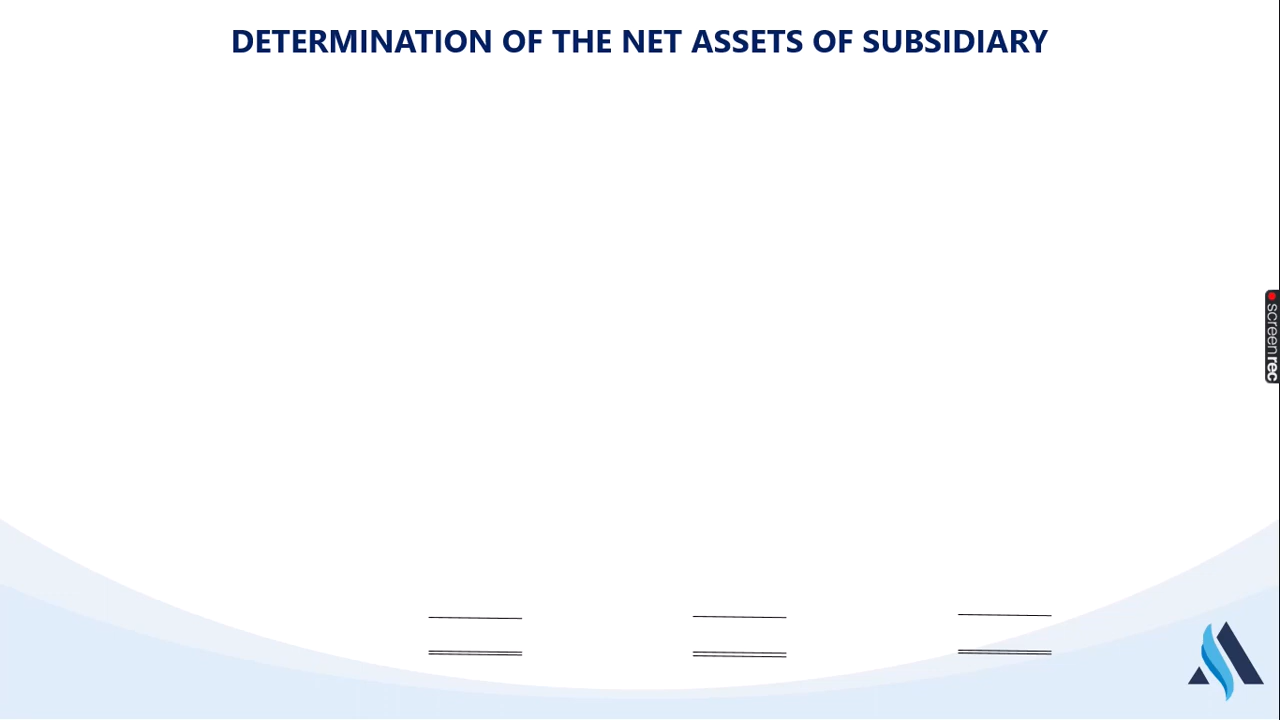 DETERMINATION OF THE NET ASSETS OF SUBSIDIARY
screenrec